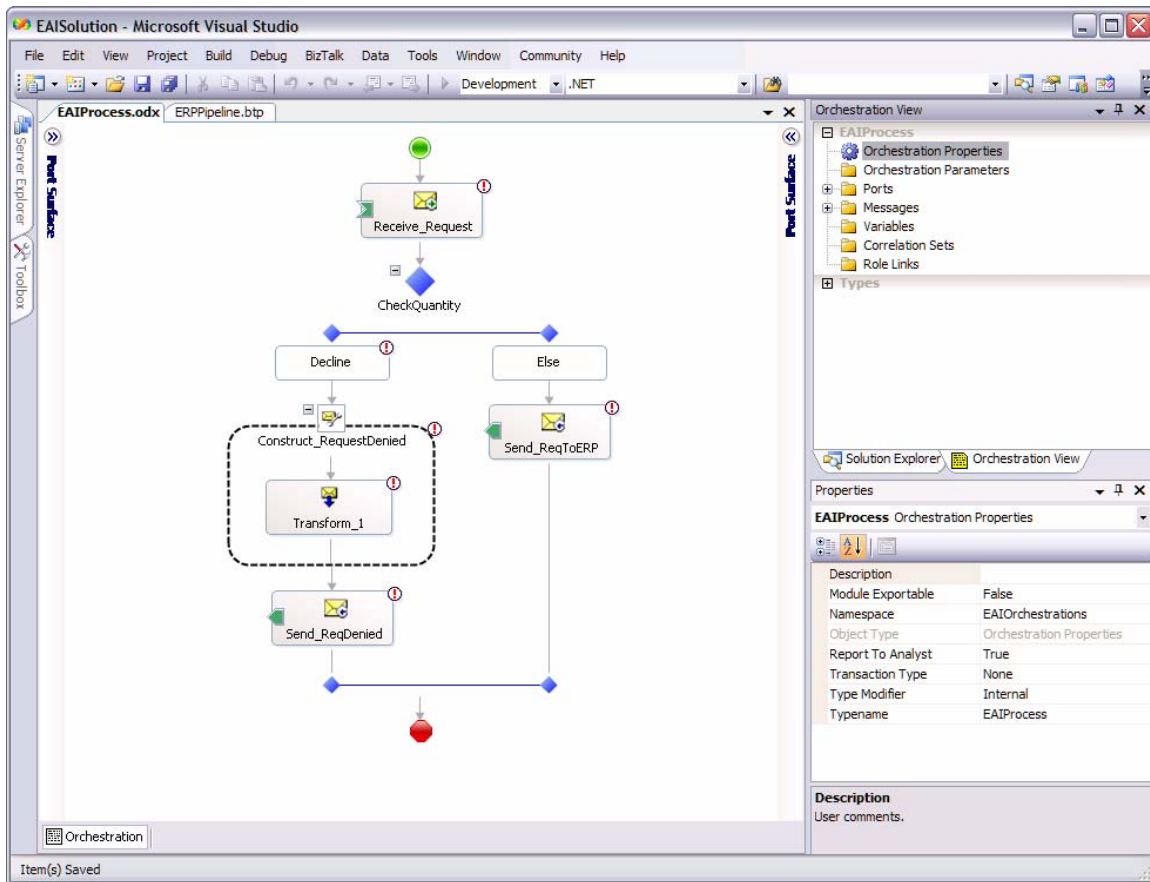 EAISolution - Microsoft Visual Studio
File Edit View Project Build Debug BizTalk Data Tools Window Community Help
Development .NET
Server Explorer
Toolbox
EAIProcess.odx ERPPipeline.btp
Port Surface
Port Surface
Receive_Request
CheckQuantity
Decline Else
Construct_RequestDenied
Send_ReqToERP
Transform_1
Send_ReqDenied
Orchestration
Orchestration View
EAIProcess
Orchestration Properties
Orchestration Parameters
Ports
Messages
Variables
Correlation Sets
Role Links
Types
Solution Explorer Orchestration View
Properties
EAIProcess Orchestration Properties
Description
Module Exportable False
Namespace EAIOrchestrations
Object Type Orchestration Properties
Report To Analyst True
Transaction Type None
Type Modifier Internal
Typename EAIProcess
Description
User comments.
Item(s) Saved